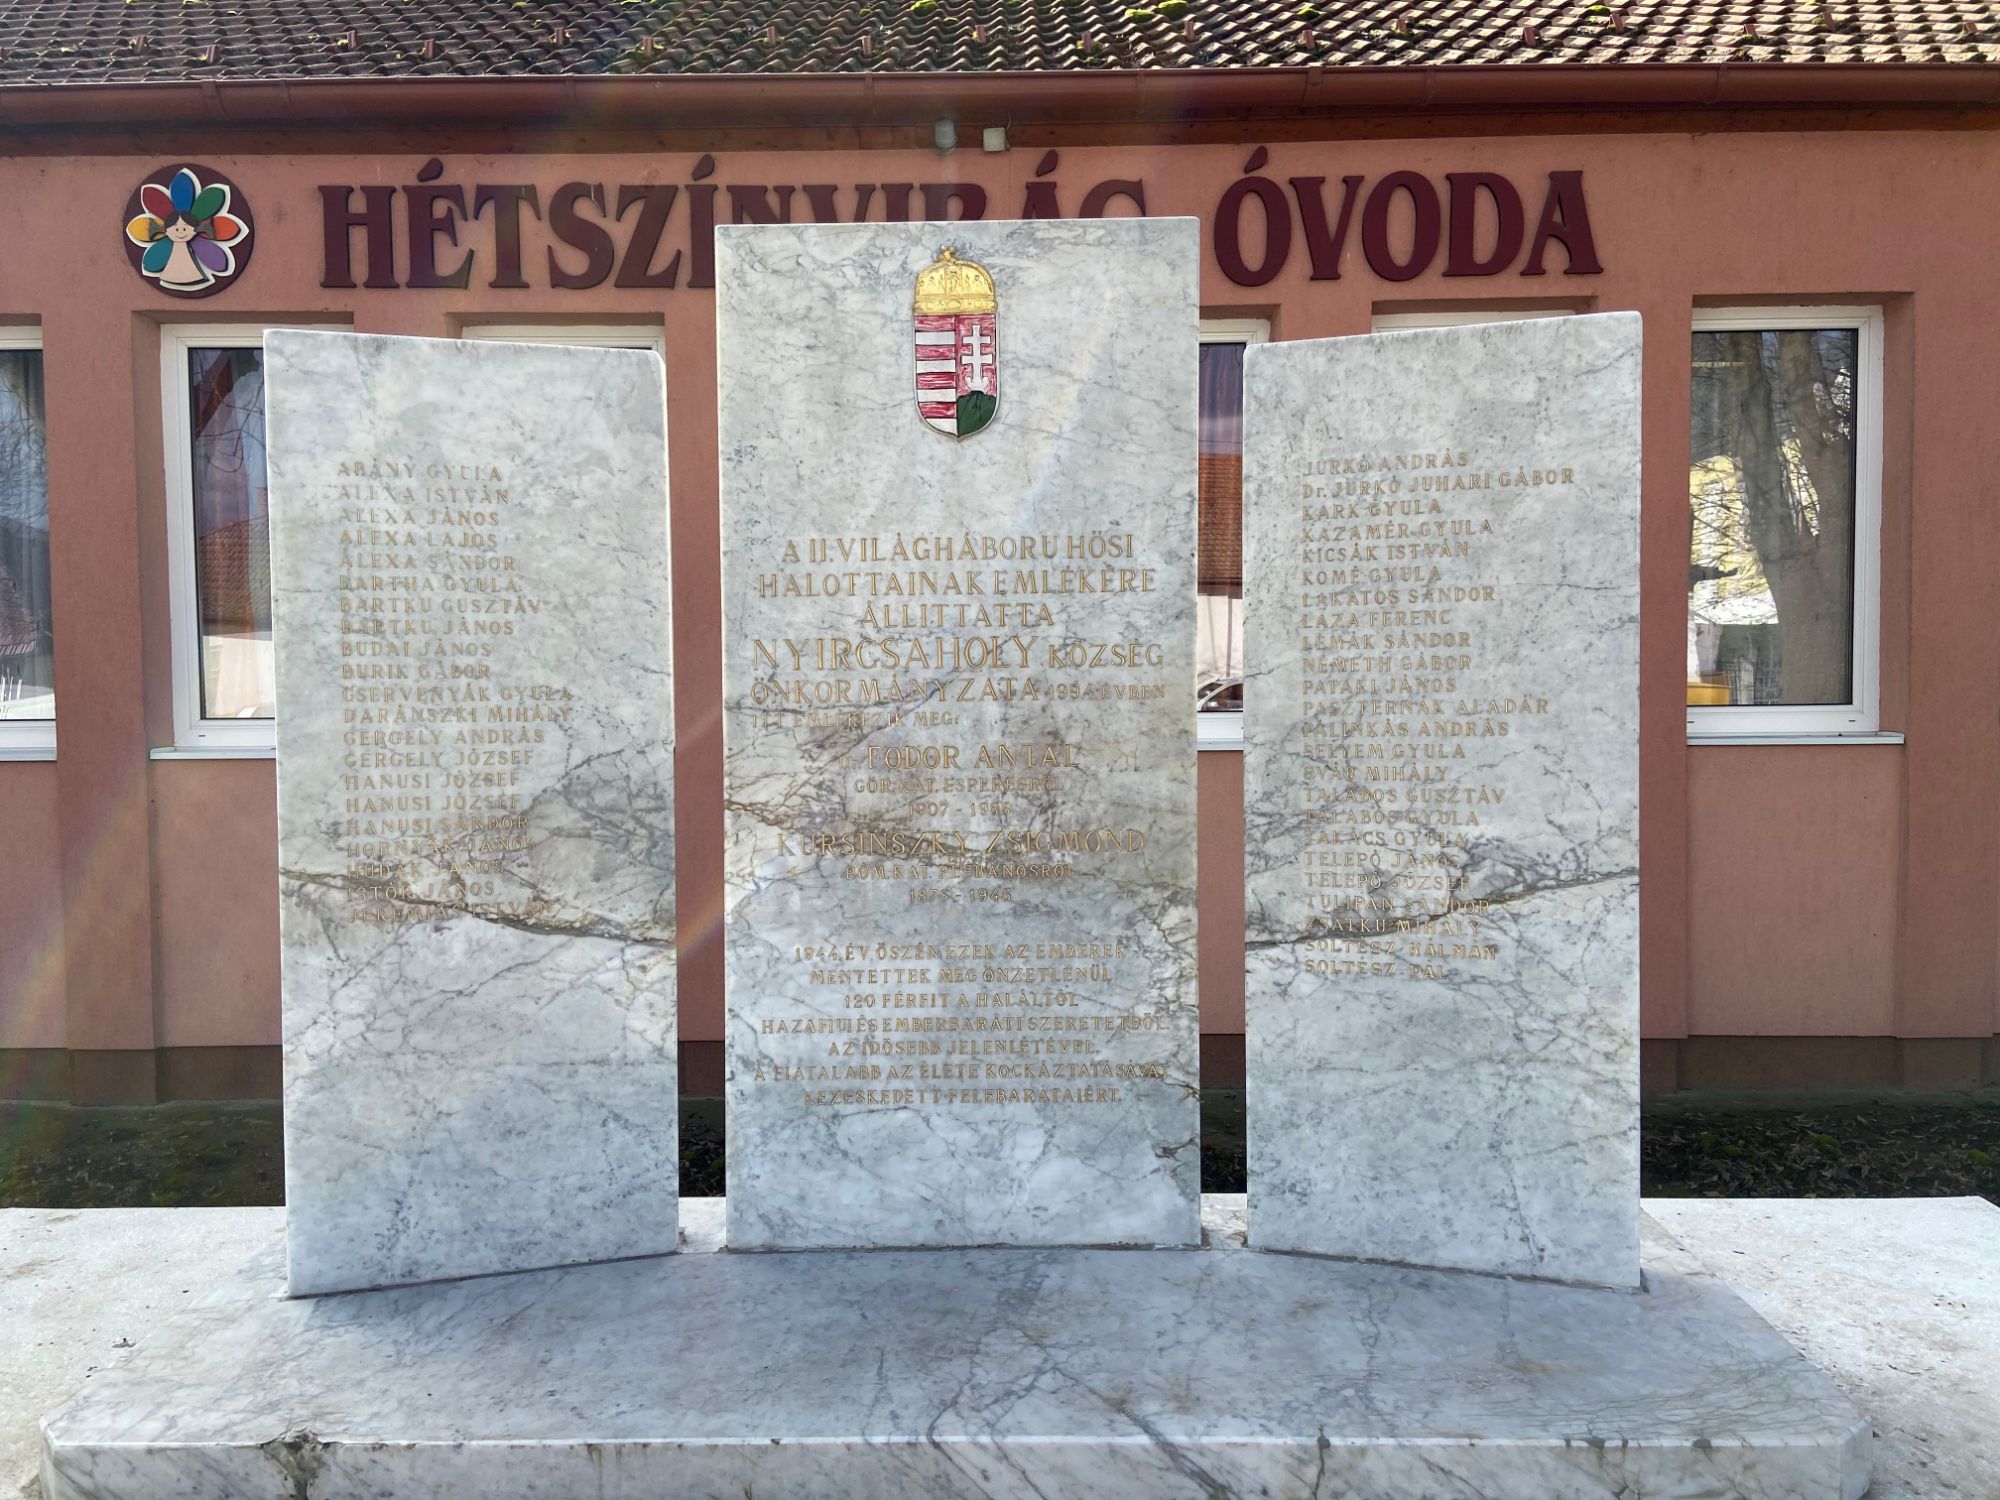 HÉTSZÍNVIRÁG ÓVODA
ARANY GYULA
ALEXA ISTVÁN
ALEXA JÁNOS
ALEXA LAJOS
ALEXA SÁNDOR
BARTHA GYULA
BARTKU GUSZTÁV
BARTKU JÁNOS
BUDAI JÁNOS
BURIK GÁBOR
CSERVENYÁK GYULA
DARÁNSZKI MIHÁLY
GERGELY ANDRÁS
GERGELY JÓZSEF
HANUSI JÓZSEF
HANUSI JÓZSEF
HANUSI SÁNDOR
HORNYÁK JÁNOS
HUDÁK JÁNOS
ISTÓK JÁNOS
JEREMIÁS ISTVÁN
A II. VILÁGHÁBORU HŐSI
HALOTTAINAK EMLÉKÉRE
ÁLLITTATTA
NYIRCSAHOLY KÖZSÉG
ÖNKORMÁNYZATA 1994. ÉVBEN
ITT EMLÉKEZIK MEG:
Dr. FODOR ANTAL
GÖR. KAT. ESPERESRŐL
1907 -
KURSINSZKY ZSIGMOND
RÓM. KAT. PLÉBÁNOSRÓL
1878 - 1945
1944. ÉV ŐSZÉN EZEK AZ EMBEREK
MENTETTEK MEG ÖNZETLENÜL
120 FÉRFIT A HALÁLTÓL
HAZAFIUI ÉS EMBERBARÁTI SZERETETBŐL.
AZ IDŐSEBB JELENLÉTÉVEL,
A FIATALABB AZ ÉLETE KOCKÁZTATÁSÁVAL
KEZESKEDETT FELEBARÁTAIÉRT.
JURKÓ ANDRÁS
Dr. JURKÓ JUHARI GÁBOR
KARK GYULA
KAZAMÉR GYULA
KICSÁK ISTVÁN
KOMÉ GYULA
LAKATOS SÁNDOR
LAZA FERENC
LEMÁK SÁNDOR
NÉMETH GÁBOR
PATAKI JÁNOS
PASZTERNÁK ALADÁR
PÁLINKÁS ANDRÁS
SELYEM GYULA
SVÁB MIHÁLY
TALABOS GUSZTÁV
TALABOS GYULA
TAKÁCS GYULA
TELEPÓ JÁNOS
TELEPÓ JÓZSEF
TULIPÁN SÁNDOR
ZSATKU MIHÁLY
SOLTÉSZ KÁLMÁN
SOLTÉSZ PÁL